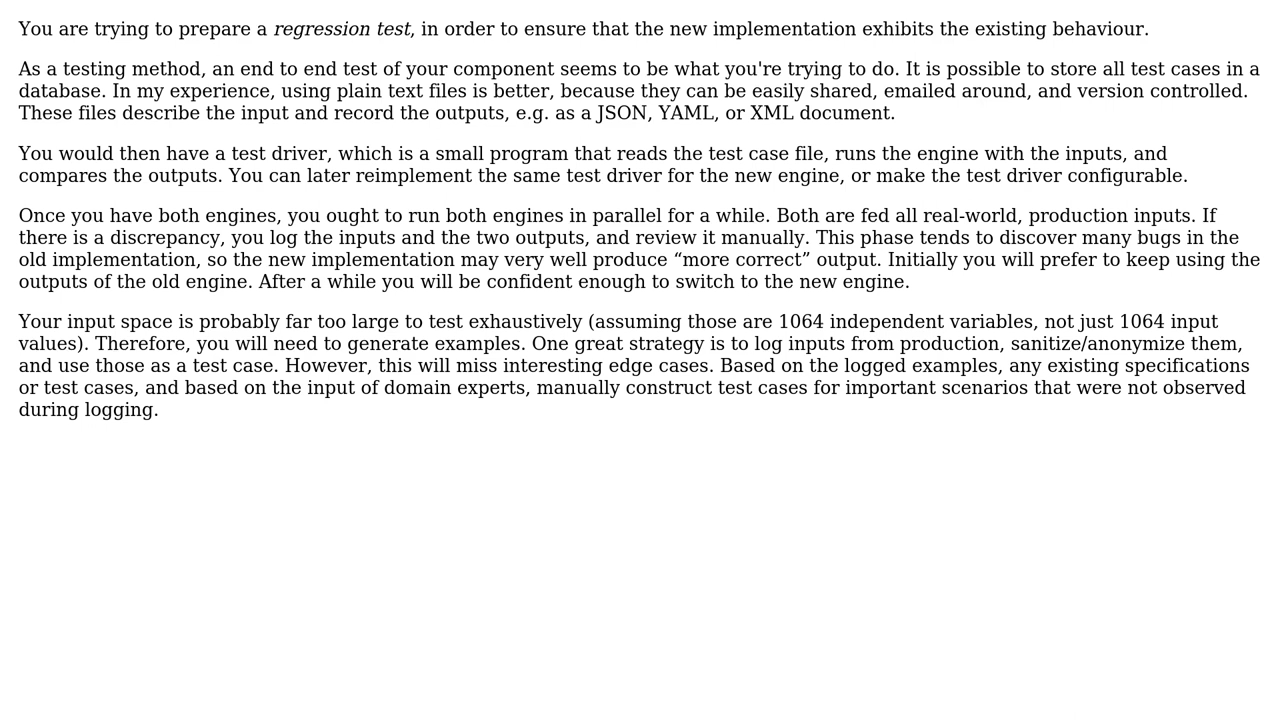 You are trying to prepare a regression test, in order to ensure that the new implementation exhibits the existing behaviour.
As a testing method, an end to end test of your component seems to be what you're trying to do. It is possible to store all test cases in a
database. In my experience, using plain text files is better, because they can be easily shared, emailed around, and version controlled.
These files describe the input and record the outputs, e.g. as a JSON, YAML, or XML document.
You would then have a test driver, which is a small program that reads the test case file, runs the engine with the inputs, and
compares the outputs. You can later reimplement the same test driver for the new engine, or make the test driver configurable.
Once you have both engines, you ought to run both engines in parallel for a while. Both are fed all real-world, production inputs. If
there is a discrepancy, you log the inputs and the two outputs, and review it manually. This phase tends to discover many bugs in the
old implementation, so the new implementation may very well produce “more correct” output. Initially you will prefer to keep using the
outputs of the old engine. After a while you will be confident enough to switch to the new engine.
Your input space is probably far too large to test exhaustively (assuming those are 1064 independent variables, not just 1064 input
values). Therefore, you will need to generate examples. One great strategy is to log inputs from production, sanitize/anonymize them,
and use those as a test case. However, this will miss interesting edge cases. Based on the logged examples, any existing specifications
or test cases, and based on the input of domain experts, manually construct test cases for important scenarios that were not observed
during logging.